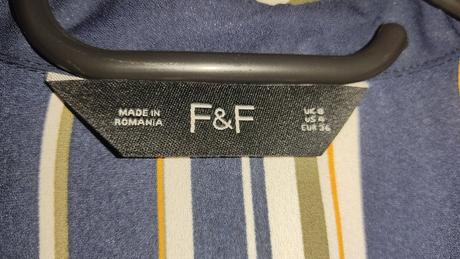 MADE IN
ROMANIA
F&F
UK 8
US 4
EUR 36